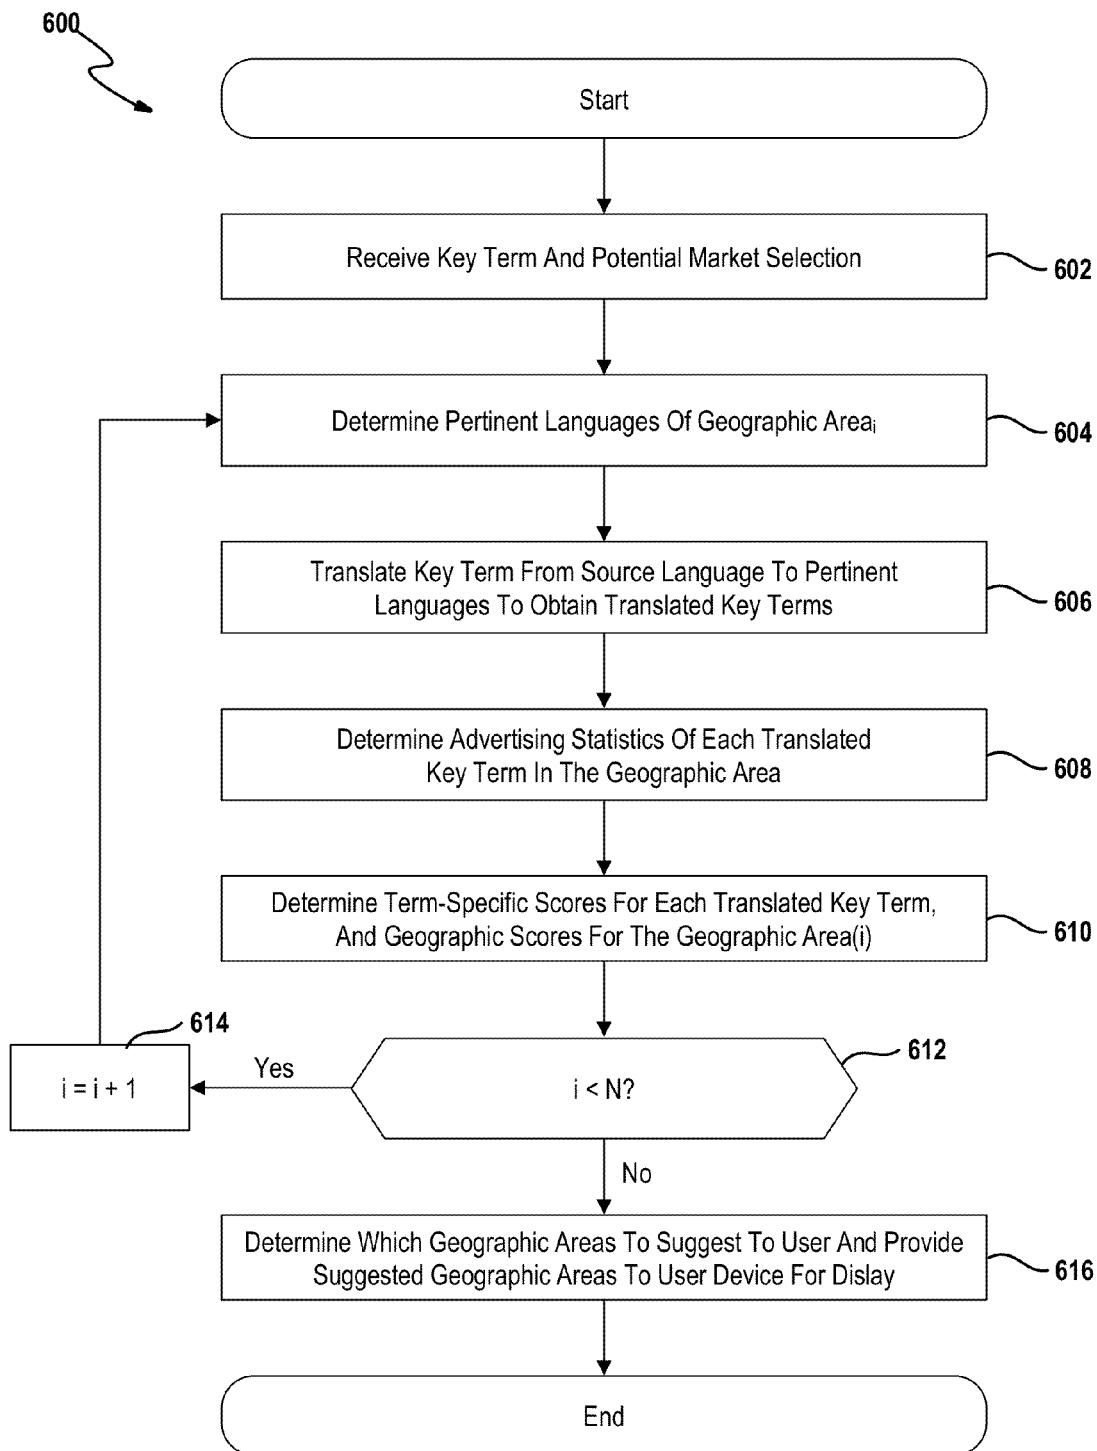 600
Start
Receive Key Term And Potential Market Selection
602
Determine Pertinent Languages Of Geographic Areai
604
Translate Key Term From Source Language To Pertinent
Languages To Obtain Translated Key Terms
606
Determine Advertising Statistics Of Each Translated
Key Term In The Geographic Area
608
Determine Term-Specific Scores For Each Translated Key Term,
And Geographic Scores For The Geographic Area(i)
610
614
i = i + 1
Yes
i < N?
612
No
Determine Which Geographic Areas To Suggest To User And Provide
Suggested Geographic Areas To User Device For Dislay
616
End